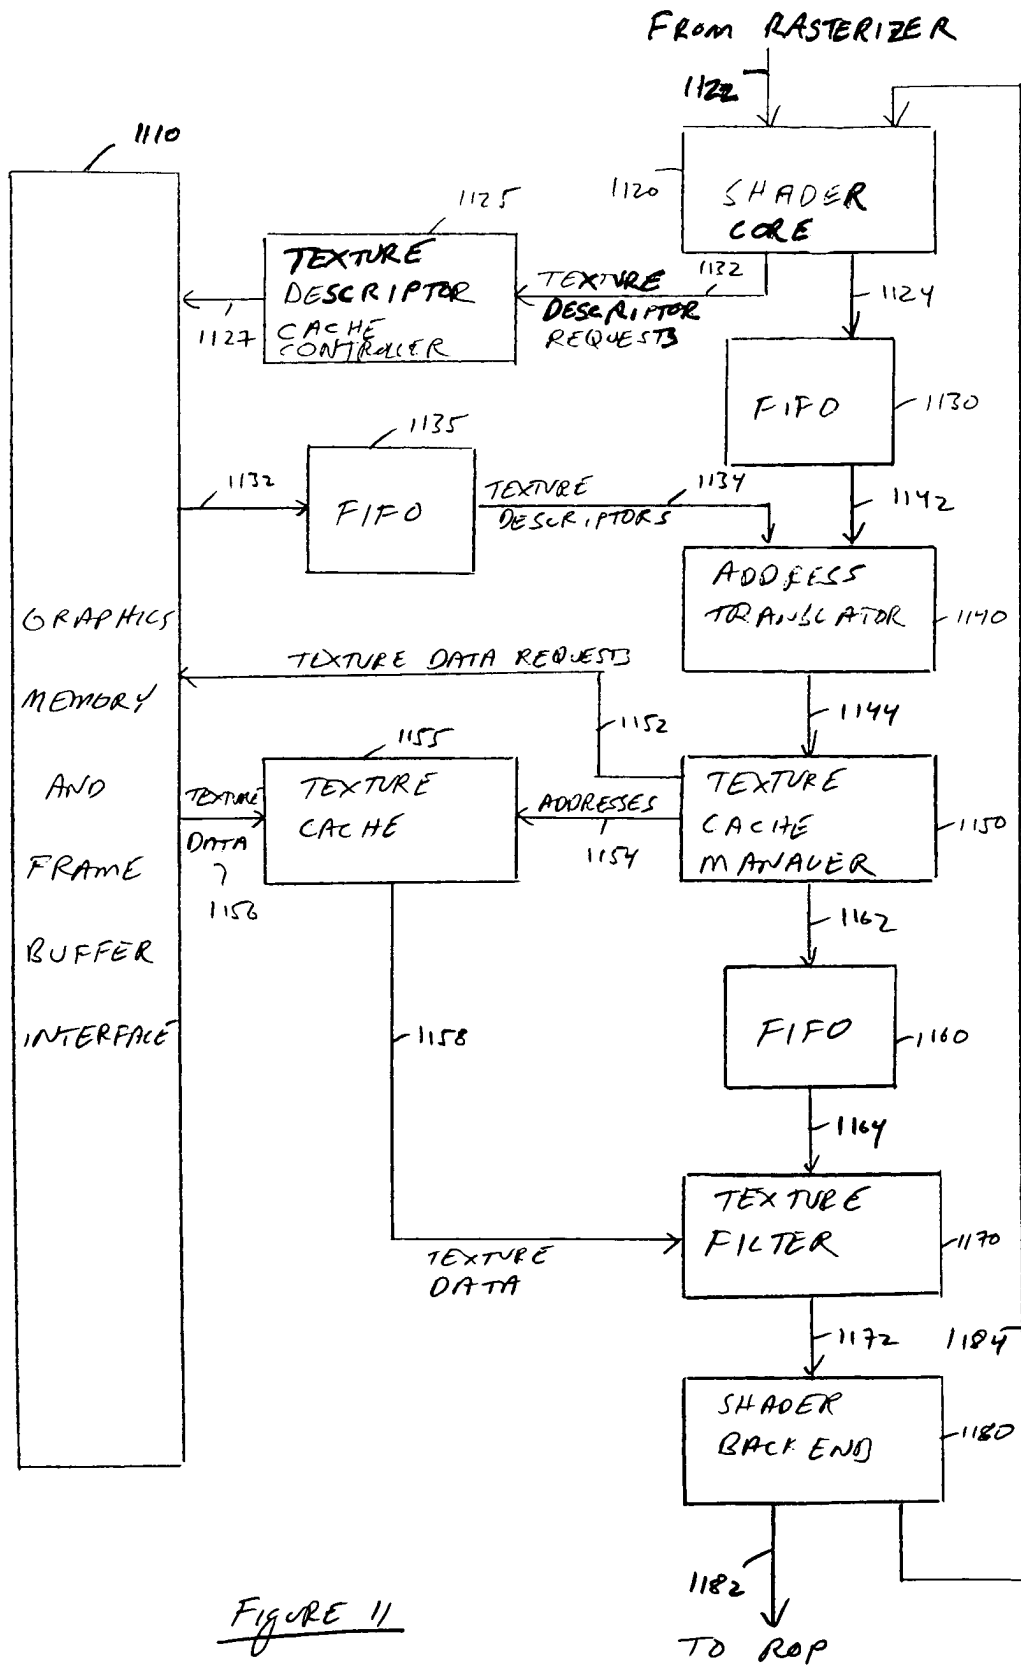 FROM RASTERIZER
1122
1110
1120
SHADER
CORE
1125
TEXTURE
DESCRIPTOR
CACHE
CONTROLLER
1127
TEXTURE
DESCRIPTOR
REQUESTS
1132
1124
FIFO
1130
1135
1132
FIFO
TEXTURE
DESCRIPTORS
1134
1142
ADDRESS
TRANSLATOR
1140
GRAPHICS
MEMORY
AND
FRAME
BUFFER
INTERFACE
TEXTURE DATA REQUESTS
1152
1144
1155
TEXTURE
DATA
1156
TEXTURE
CACHE
ADDRESSES
1154
TEXTURE
CACHE
MANAGER
1150
1162
1158
FIFO
1160
1164
TEXTURE
FILTER
1170
TEXTURE
DATA
1172
1184
SHADER
BACK END
1180
1182
TO ROP
FIGURE 11